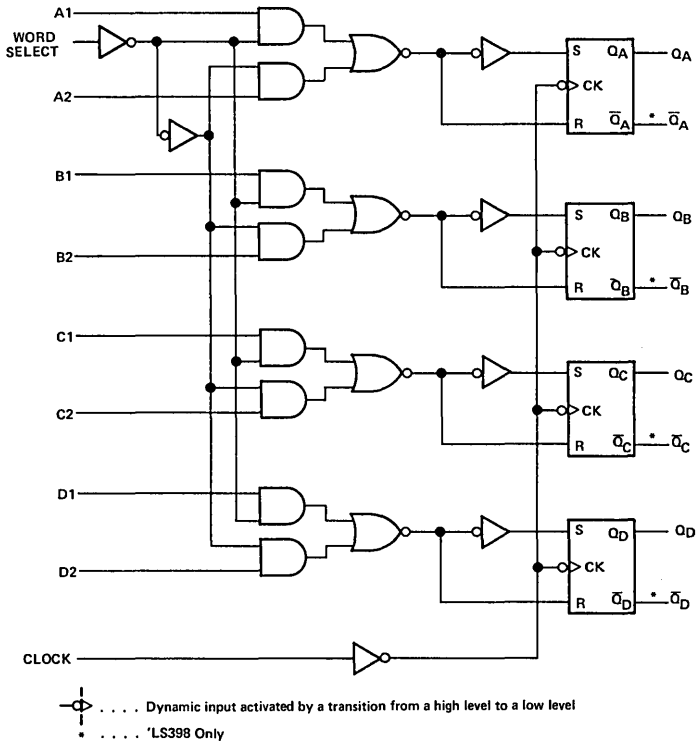 A1
WORD
SELECT
A2
B1
B2
C1
C2
D1
D2
CLOCK
S QA QA
CK
R Q̅A * Q̅A
S QB QB
CK
R Q̅B * Q̅B
S QC QC
CK
R Q̅C * Q̅C
S QD QD
CK
R Q̅D * Q̅D
. . . . Dynamic input activated by a transition from a high level to a low level
* . . . . 'LS398 Only